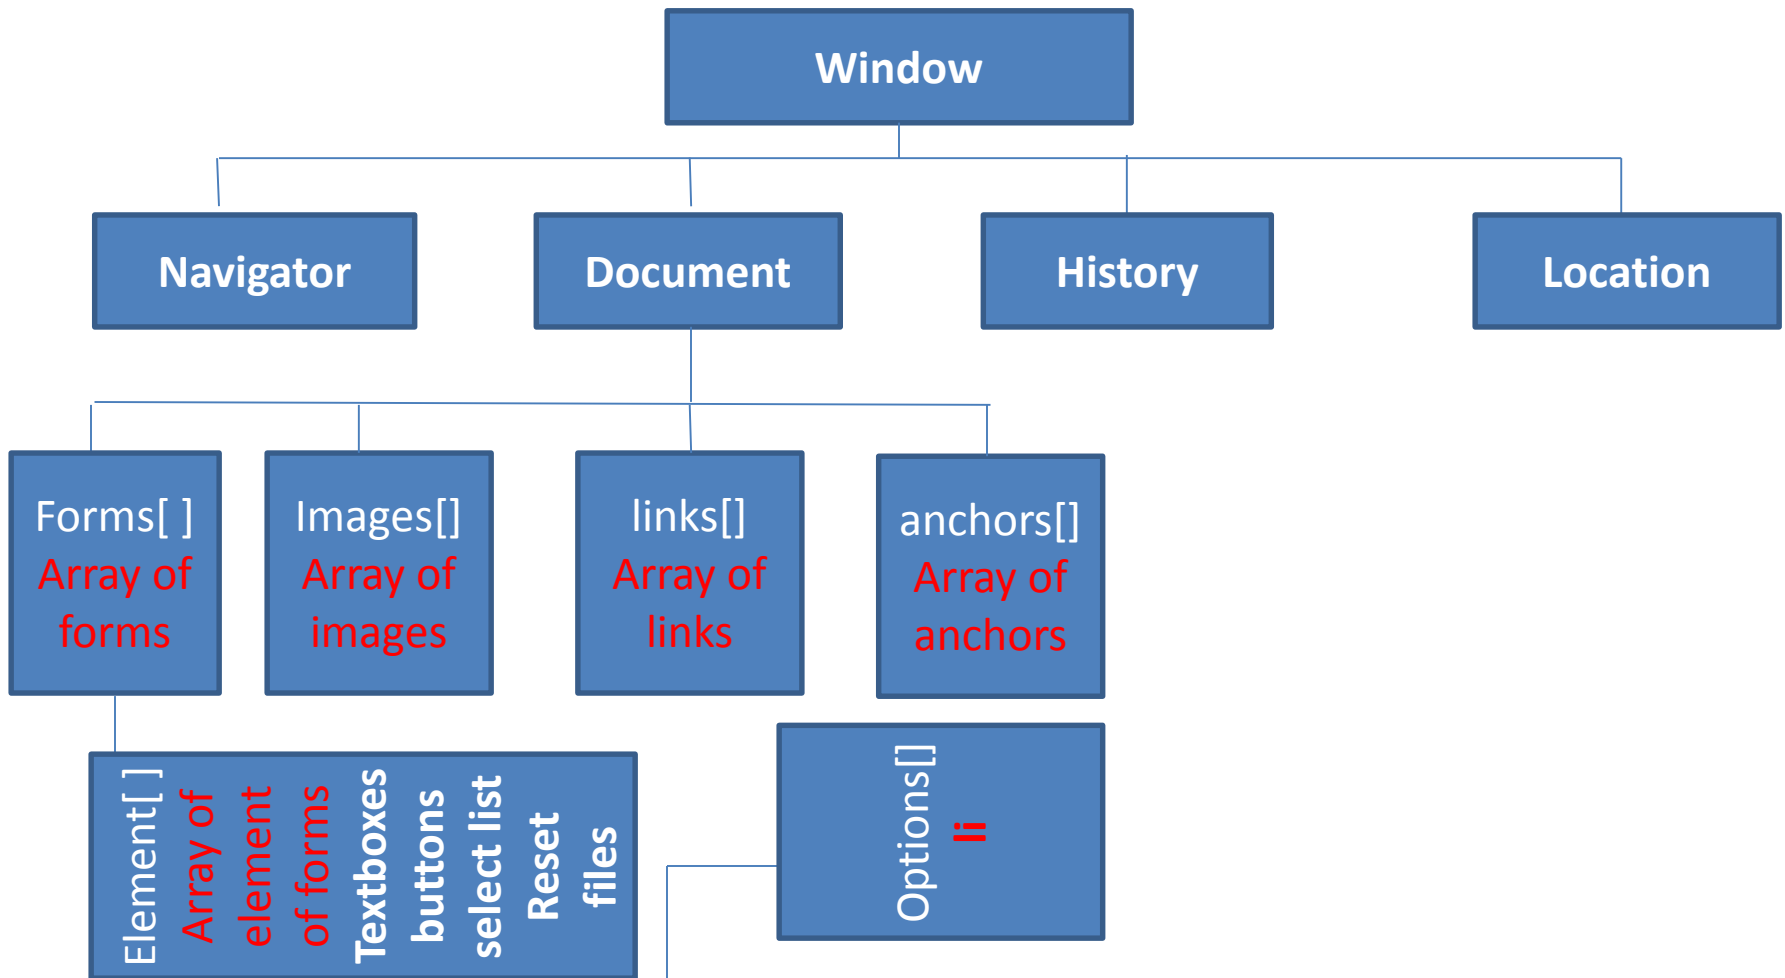 Window
Navigator
Document
History
Location
Forms[ ]
Array of
forms
Images[]
Array of
images
links[]
Array of
links
anchors[]
Array of
anchors
Element[ ]
Array of
element
of forms
Textboxes
buttons
select list
Reset
files
Options[]
li